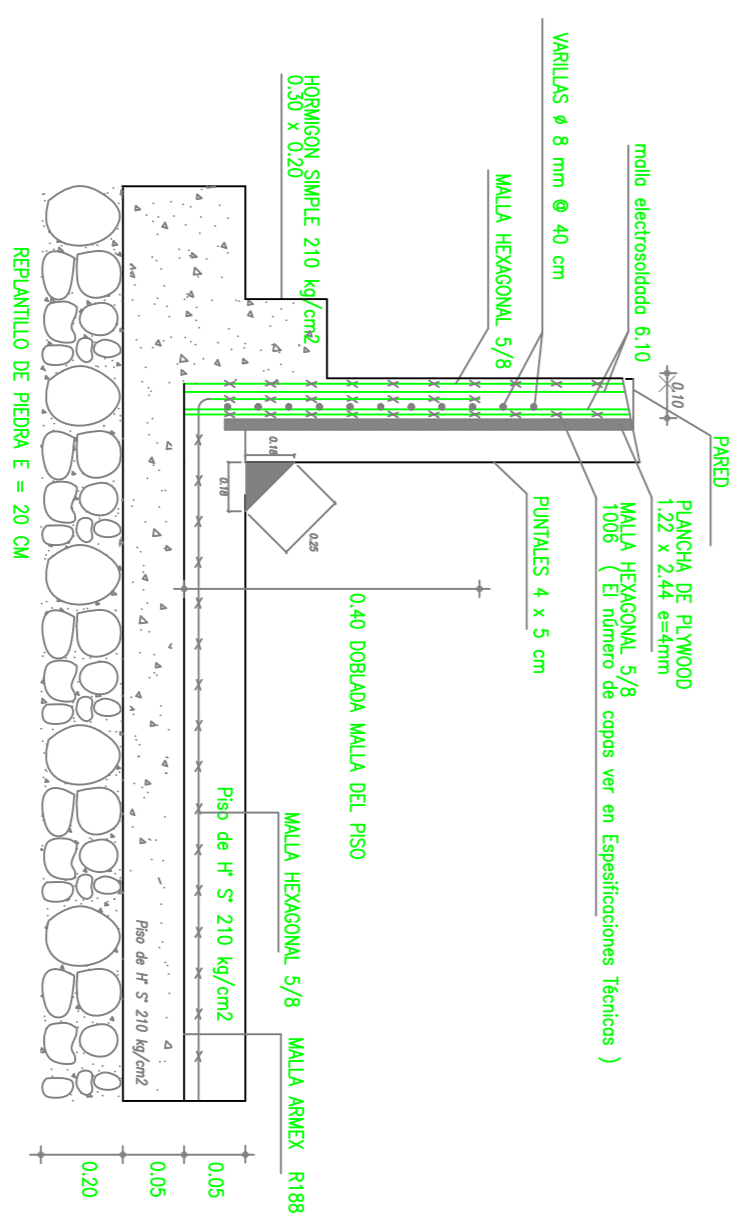 PARED
PLANCHA DE PLYWOOD
1.22 x 2.44 e=4mm
MALLA HEXAGONAL 5/8
1006 ( El número de capas ver en Espesificaciones Técnicas )
malla electrosoldada 6.10
0.10
VARILLAS ø 8 mm @ 40 cm
MALLA HEXAGONAL 5/8
PUNTALES 4 x 5 cm
HORMIGON SIMPLE 210 kg/cm2
0.30 x 0.20
0.18
0.18
0.25
0.40 DOBLADA MALLA DEL PISO
MALLA HEXAGONAL 5/8
MALLA ARMEX R188
Piso de H° S° 210 kg/cm2
Piso de H° S° 210 kg/cm2
0.05
0.05
0.20
REPLANTILLO DE PIEDRA E = 20 CM